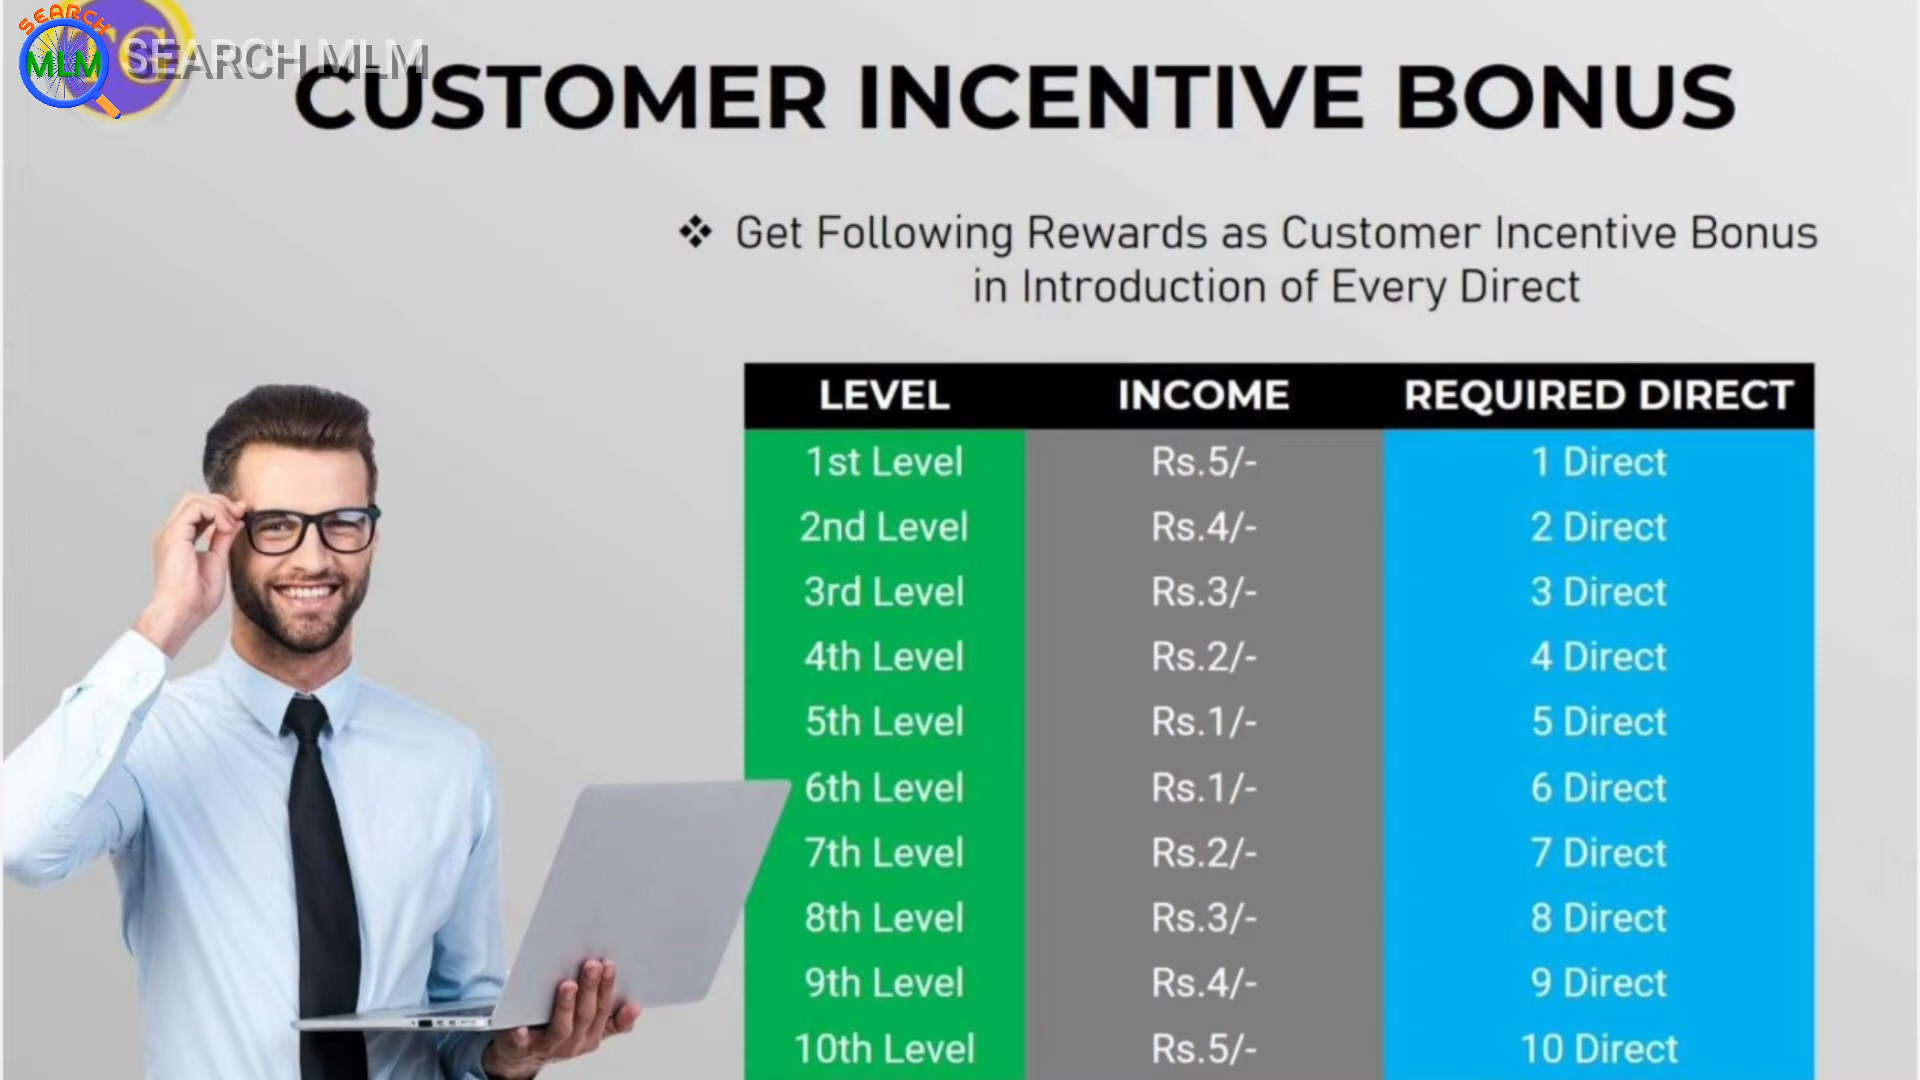 SEARCH
MLM
SEARCH MLM
CUSTOMER INCENTIVE BONUS
❖ Get Following Rewards as Customer Incentive Bonus
in Introduction of Every Direct
LEVEL INCOME REQUIRED DIRECT
1st Level Rs.5/- 1 Direct
2nd Level Rs.4/- 2 Direct
3rd Level Rs.3/- 3 Direct
4th Level Rs.2/- 4 Direct
5th Level Rs.1/- 5 Direct
6th Level Rs.1/- 6 Direct
7th Level Rs.2/- 7 Direct
8th Level Rs.3/- 8 Direct
9th Level Rs.4/- 9 Direct
10th Level Rs.5/- 10 Direct